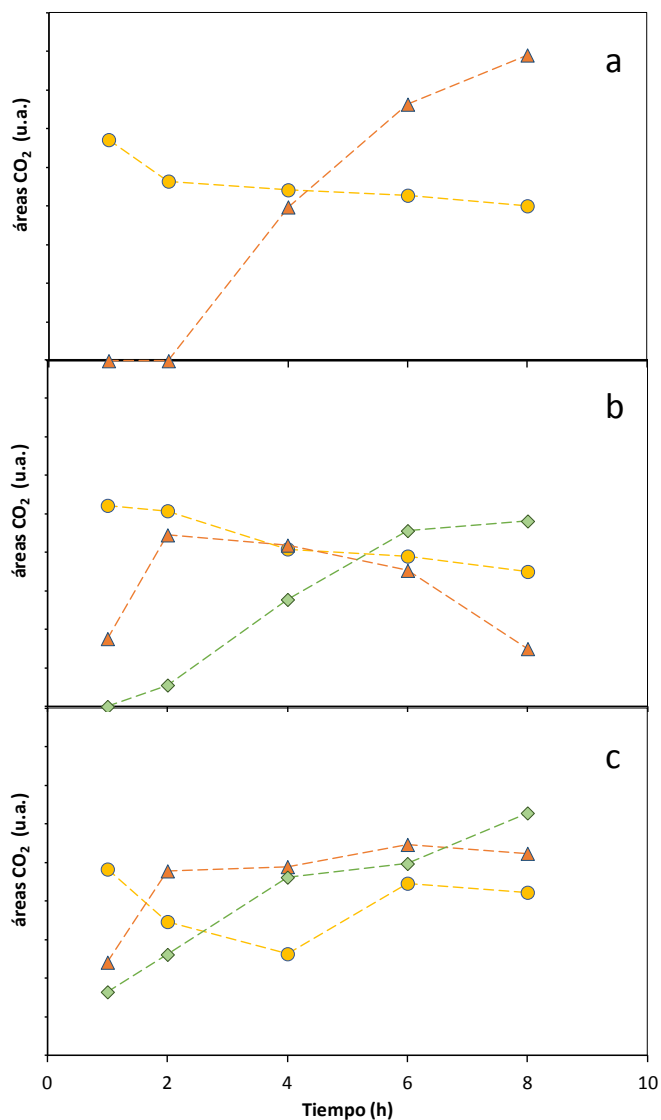 a
áreas CO₂ (u.a.)
b
áreas CO₂ (u.a.)
c
áreas CO₂ (u.a.)
0 2 4 6 8 10
Tiempo (h)